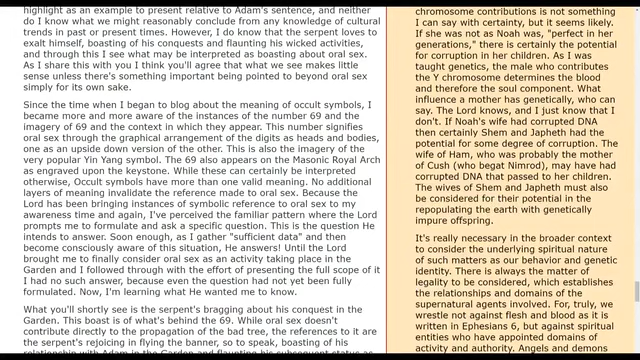 highlight as an example to present relative to Adam's sentence, and neither
do I know what we might reasonably conclude from any knowledge of cultural
trends in past or present times. However, I do know that the serpent loves to
exalt himself, boasting of his conquests and flaunting his wicked activities,
and through this I see what may be interpreted as boasting about oral sex.
As I share this with you I think you'll agree that what we see makes little
sense unless there's something important being pointed to beyond oral sex
simply for its own sake.
Since the time when I began to blog about the meaning of occult symbols, I
became more and more aware of the instances of the number 69 and the
imagery of 69 and the context in which they appear. This number signifies
oral sex through the graphical arrangement of the digits as heads and bodies,
one as an upside down version of the other. This is also the imagery of the
very popular Yin Yang symbol. The 69 also appears on the Masonic Royal Arch
as engraved upon the keystone. While these can certainly be interpreted
otherwise, Occult symbols have more than one valid meaning. No additional
layers of meaning invalidate the reference made to oral sex. Because the
Lord has been bringing instances of symbolic reference to oral sex to my
awareness time and again, I've perceived the familiar pattern where the Lord
prompts me to formulate and ask a specific question. This is the question He
intends to answer. Soon enough, as I gather "sufficient data" and then
become consciously aware of this situation, He answers! Until the Lord
brought me to finally consider oral sex as an activity taking place in the
Garden and I followed through with the effort of presenting the full scope of it
I had no such answer, because even the question had not yet been fully
formulated. Now, I'm learning what He wanted me to know.
What you'll shortly see is the serpent's bragging about his conquest in the
Garden. This boast is of what's behind the 69. While oral sex doesn't
contribute directly to the propagation of the bad tree, the references to it are
the serpent's rejoicing in flying the banner, so to speak, boasting of his
relationship with Adam in the Garden and flaunting his subsequent status as
chromosome contributions is not something
I can say with certainty, but it seems likely.
If she was not as Noah was, "perfect in her
generations," there is certainly the potential
for corruption in her children. As I was
taught genetics, the male who contributes
the Y chromosome determines the blood
and therefore the soul component. What
influence a mother has genetically, who can
say. The Lord knows, and I just know that I
don't. If Noah's wife had corrupted DNA
then certainly Shem and Japheth had the
potential for some degree of corruption. The
wife of Ham, who was probably the mother
of Cush (who begat Nimrod), may have had
corrupted DNA that passed to her children.
The wives of Shem and Japheth must also
be considered for their potential in the
repopulating the earth with genetically
impure offspring.
It's really necessary in the broader context
to consider the underlying spiritual nature
of such matters as our behavior and genetic
identity. There is always the matter of
legality to be considered, which establishes
the relationships and domains of the
supernatural agents involved. For, truly, we
wrestle not against flesh and blood as it is
written in Ephesians 6, but against spiritual
entities who have appointed domains of
activity and authority. Angels and demons